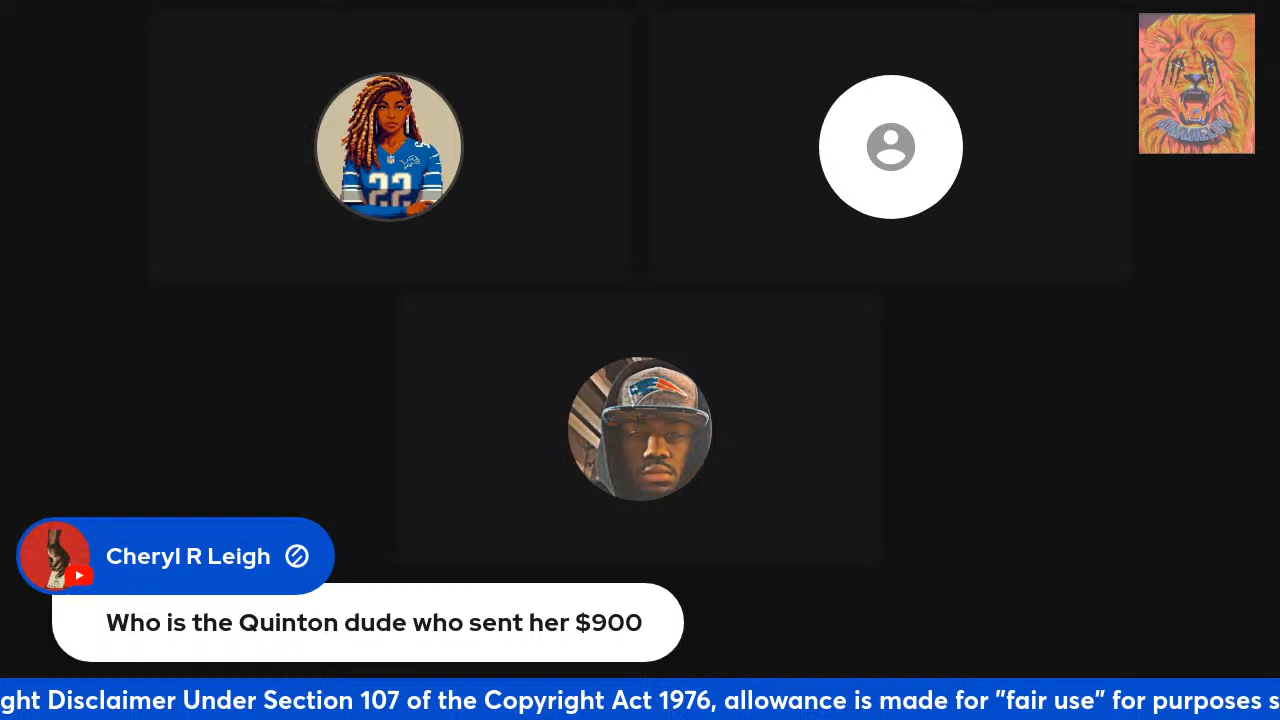 22
Cheryl R Leigh
Who is the Quinton dude who sent her $900
ght Disclaimer Under Section 107 of the Copyright Act 1976, allowance is made for "fair use" for purposes s